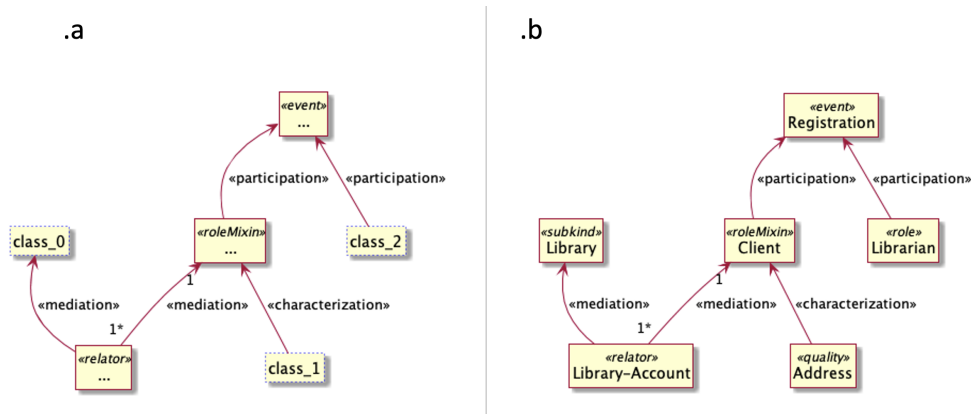 .a
«event»
...
«participation»
«participation»
class_0
«roleMixin»
...
class_2
1
«mediation»
«mediation»
«characterization»
1*
«relator»
...
class_1
.b
«event»
Registration
«participation»
«participation»
«subkind»
Library
«roleMixin»
Client
«role»
Librarian
1
«mediation»
«mediation»
«characterization»
1*
«relator»
Library-Account
«quality»
Address